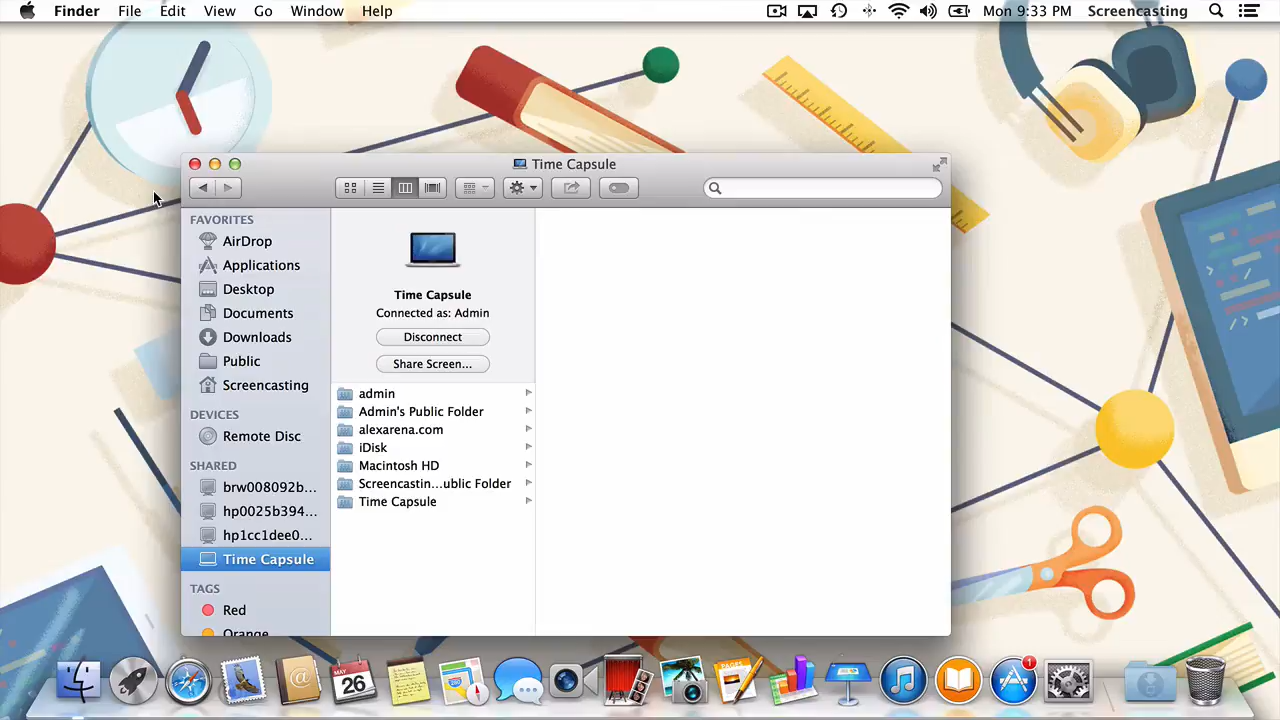 Finder File Edit View Go Window Help Mon 9:33 PM Screencasting
Time Capsule
FAVORITES
AirDrop
Applications
Desktop
Documents
Downloads
Public
Screencasting
DEVICES
Remote Disc
SHARED
brw008092b...
hp0025b394...
hp1cc1dee0...
Time Capsule
TAGS
Red
Orange
Time Capsule
Connected as: Admin
Disconnect
Share Screen...
admin
Admin's Public Folder
alexarena.com
iDisk
Macintosh HD
Screencastin...ublic Folder
Time Capsule
MAY
26
PAGES
1